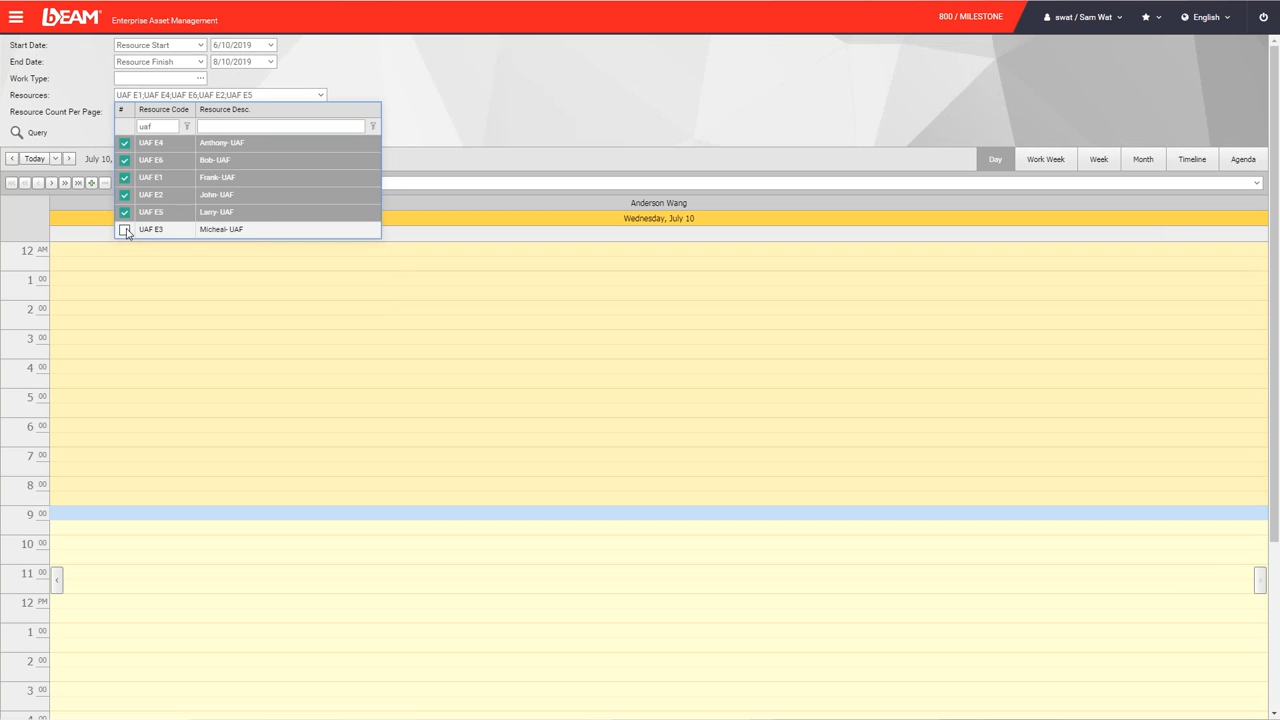 bEAM Enterprise Asset Management 800 / MILESTONE swat / Sam Wat English
Start Date: Resource Start 6/10/2019
End Date: Resource Finish 8/10/2019
Work Type: ...
Resources: UAF E1;UAF E4;UAF E6;UAF E2;UAF E5
Resource Count Per Page:
# Resource Code Resource Desc.
uaf
Query
UAF E4 Anthony- UAF
UAF E6 Bob- UAF
UAF E1 Frank- UAF
UAF E2 John- UAF
UAF E5 Larry- UAF
UAF E3 Micheal- UAF
Today July 10, Day Work Week Week Month Timeline Agenda
Anderson Wang
Wednesday, July 10
12 AM
1 00
2 00
3 00
4 00
5 00
6 00
7 00
8 00
9 00
10 00
11 00
12 PM
1 00
2 00
3 00